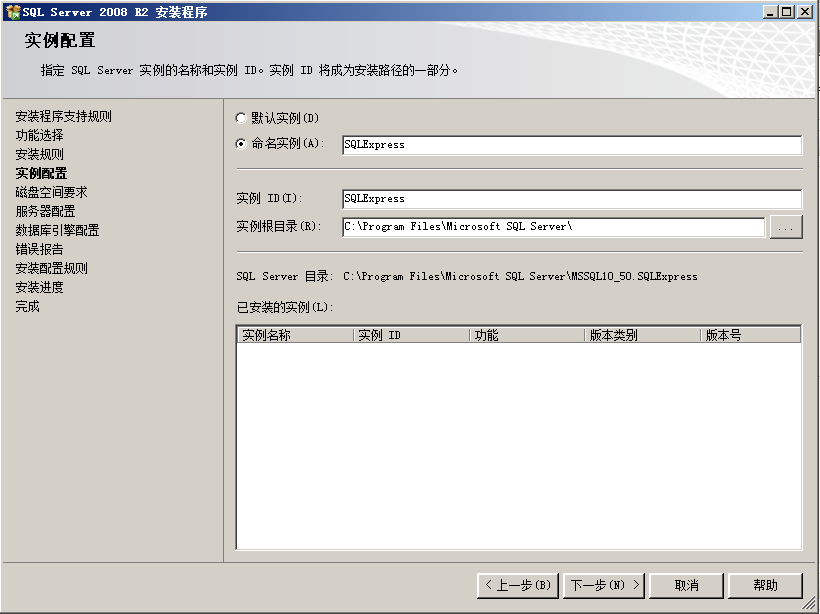 SQL Server 2008 R2 安装程序
实例配置
指定 SQL Server 实例的名称和实例 ID。实例 ID 将成为安装路径的一部分。
安装程序支持规则
功能选择
安装规则
实例配置
磁盘空间要求
服务器配置
数据库引擎配置
错误报告
安装配置规则
安装进度
完成
默认实例(D)
命名实例(A): SQLExpress
实例 ID(I): SQLExpress
实例根目录(R): C:\Program Files\Microsoft SQL Server\ ...
SQL Server 目录: C:\Program Files\Microsoft SQL Server\MSSQL10_50.SQLExpress
已安装的实例(L):
实例名称 实例 ID 功能 版本类别 版本号
< 上一步(B) 下一步(N) > 取消 帮助